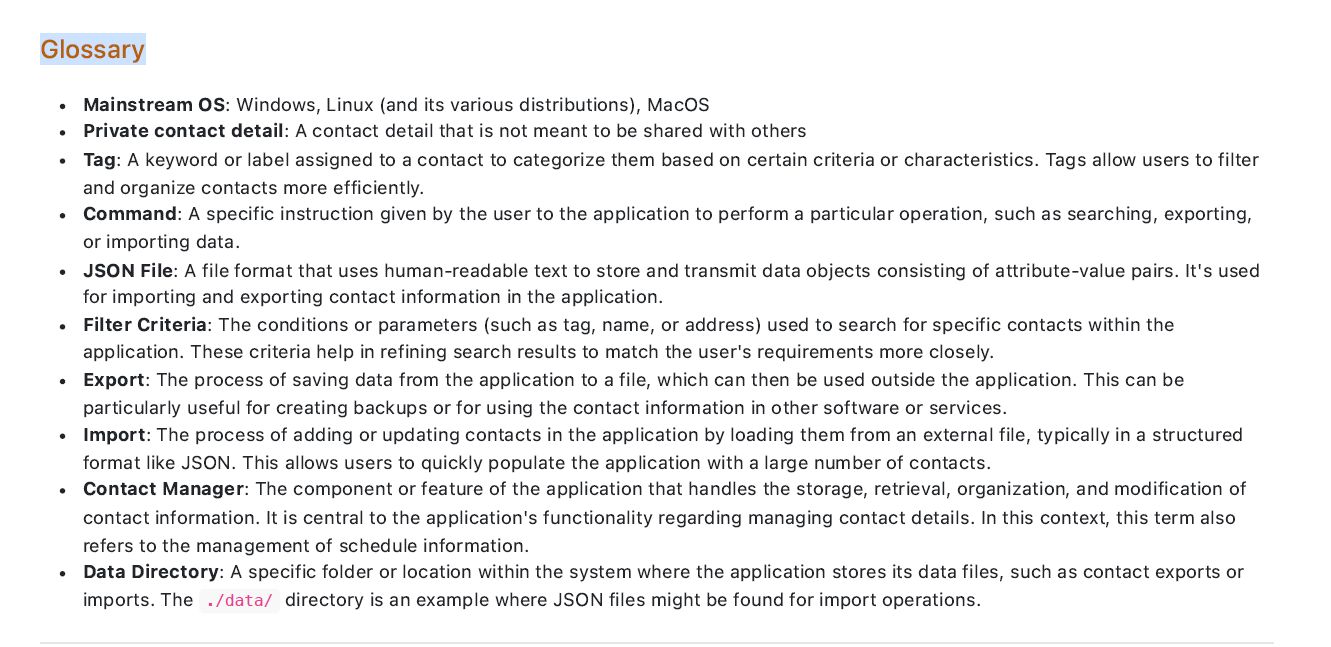 Glossary
• Mainstream OS: Windows, Linux (and its various distributions), MacOS
• Private contact detail: A contact detail that is not meant to be shared with others
• Tag: A keyword or label assigned to a contact to categorize them based on certain criteria or characteristics. Tags allow users to filter
and organize contacts more efficiently.
• Command: A specific instruction given by the user to the application to perform a particular operation, such as searching, exporting,
or importing data.
• JSON File: A file format that uses human-readable text to store and transmit data objects consisting of attribute-value pairs. It's used
for importing and exporting contact information in the application.
• Filter Criteria: The conditions or parameters (such as tag, name, or address) used to search for specific contacts within the
application. These criteria help in refining search results to match the user's requirements more closely.
• Export: The process of saving data from the application to a file, which can then be used outside the application. This can be
particularly useful for creating backups or for using the contact information in other software or services.
• Import: The process of adding or updating contacts in the application by loading them from an external file, typically in a structured
format like JSON. This allows users to quickly populate the application with a large number of contacts.
• Contact Manager: The component or feature of the application that handles the storage, retrieval, organization, and modification of
contact information. It is central to the application's functionality regarding managing contact details. In this context, this term also
refers to the management of schedule information.
• Data Directory: A specific folder or location within the system where the application stores its data files, such as contact exports or
imports. The ./data/ directory is an example where JSON files might be found for import operations.